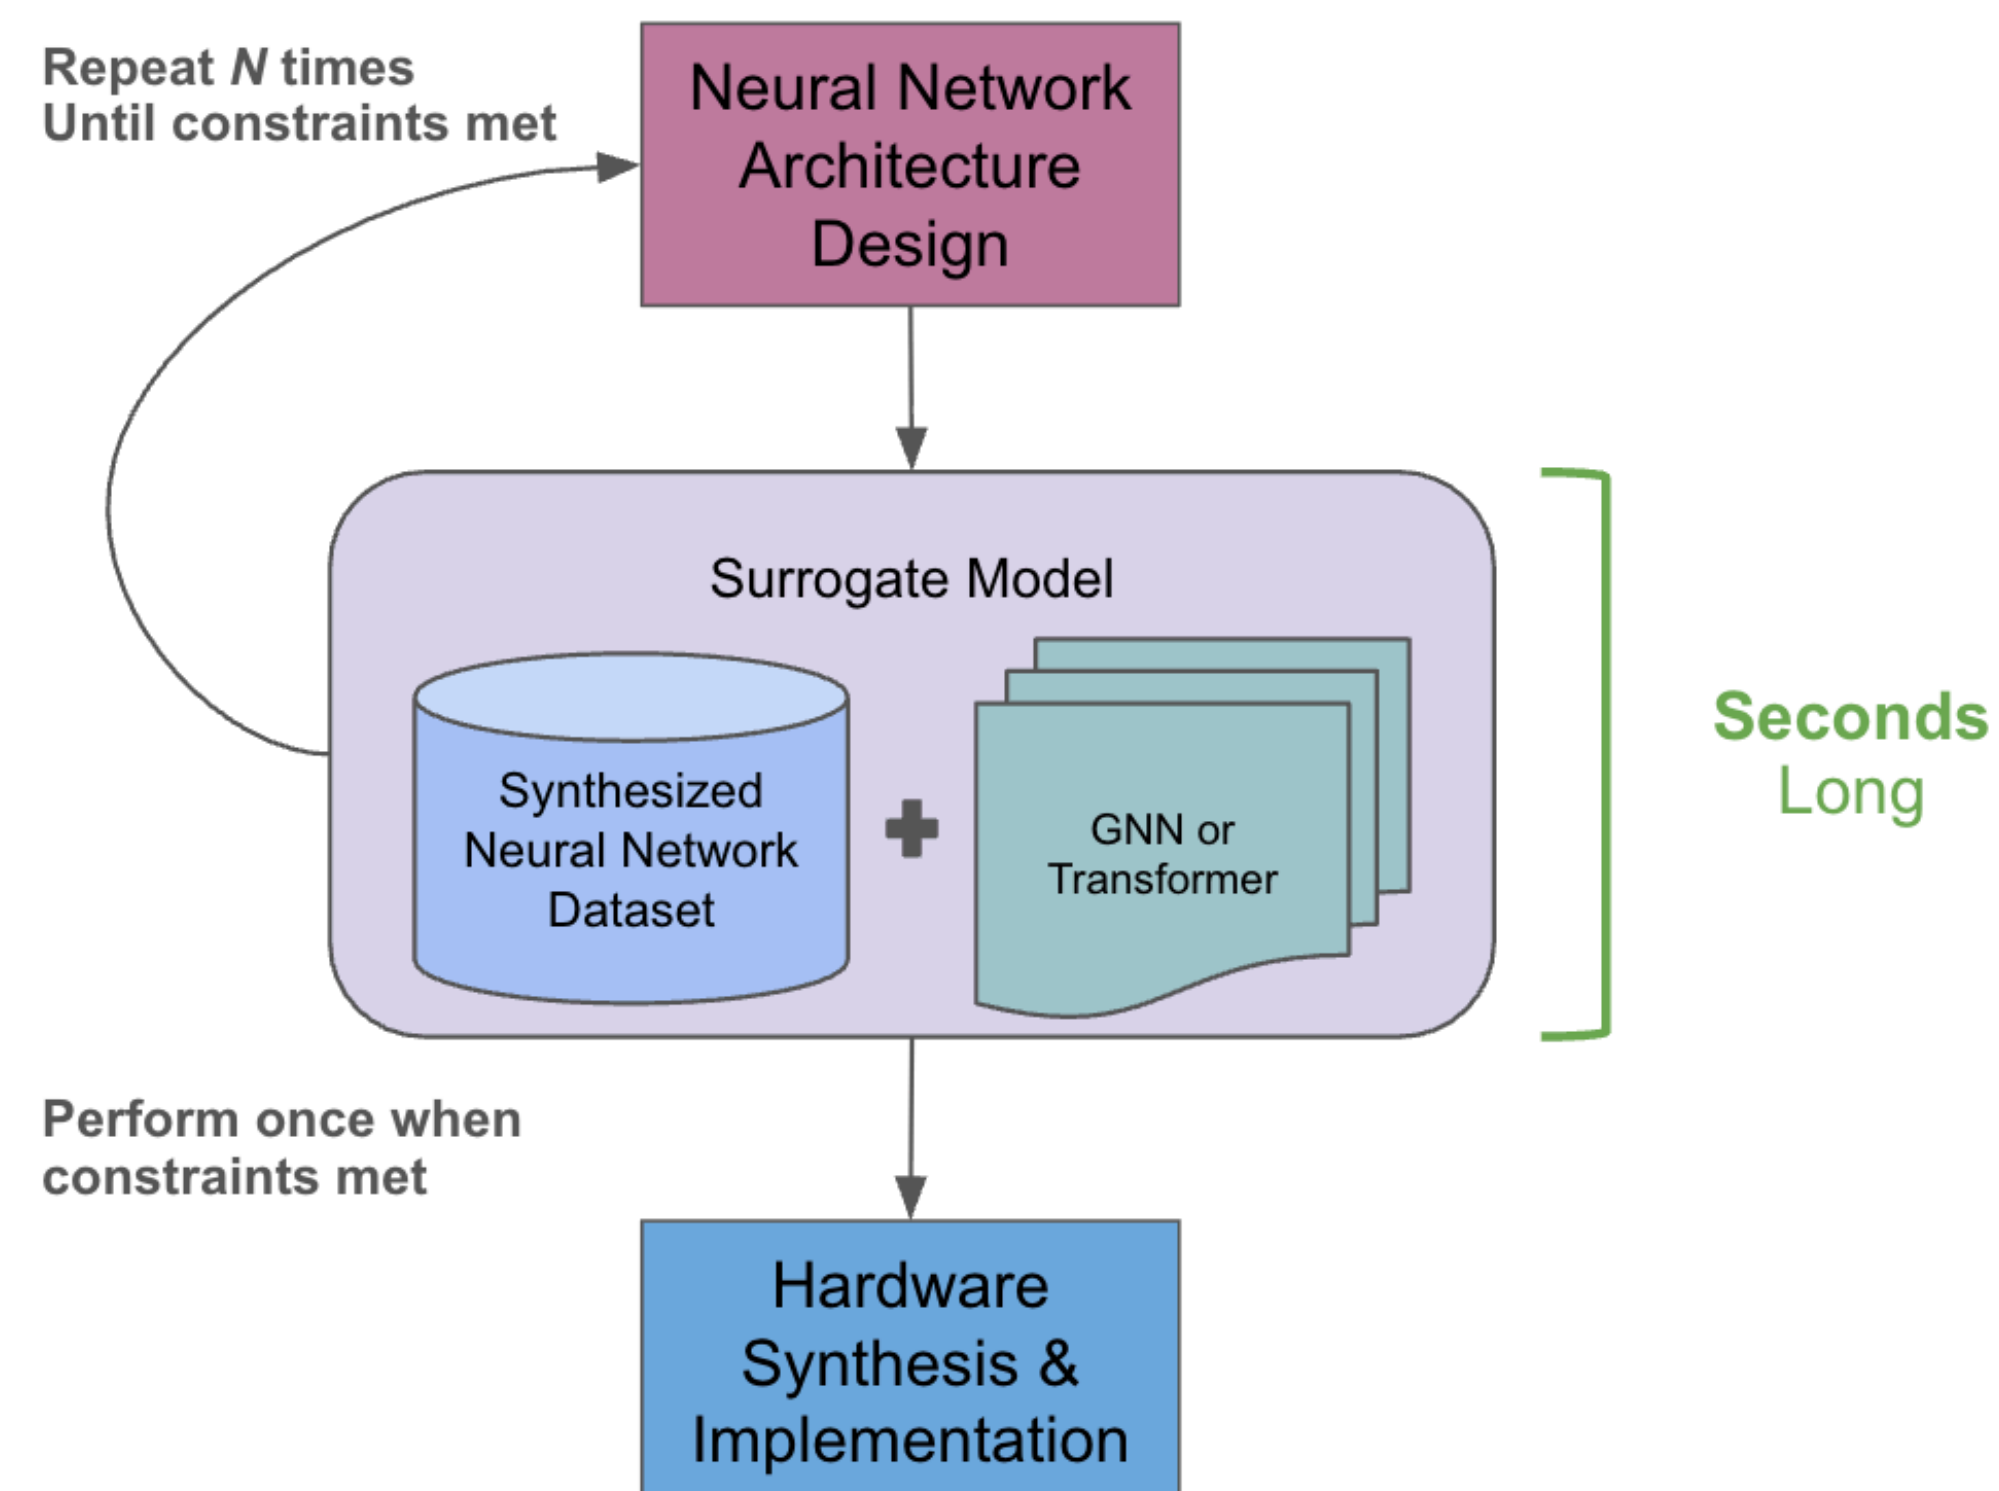 Repeat N times
Until constraints met
Neural Network
Architecture
Design
Surrogate Model
Synthesized
Neural Network
Dataset
GNN or
Transformer
Seconds
Long
Perform once when
constraints met
Hardware
Synthesis &
Implementation